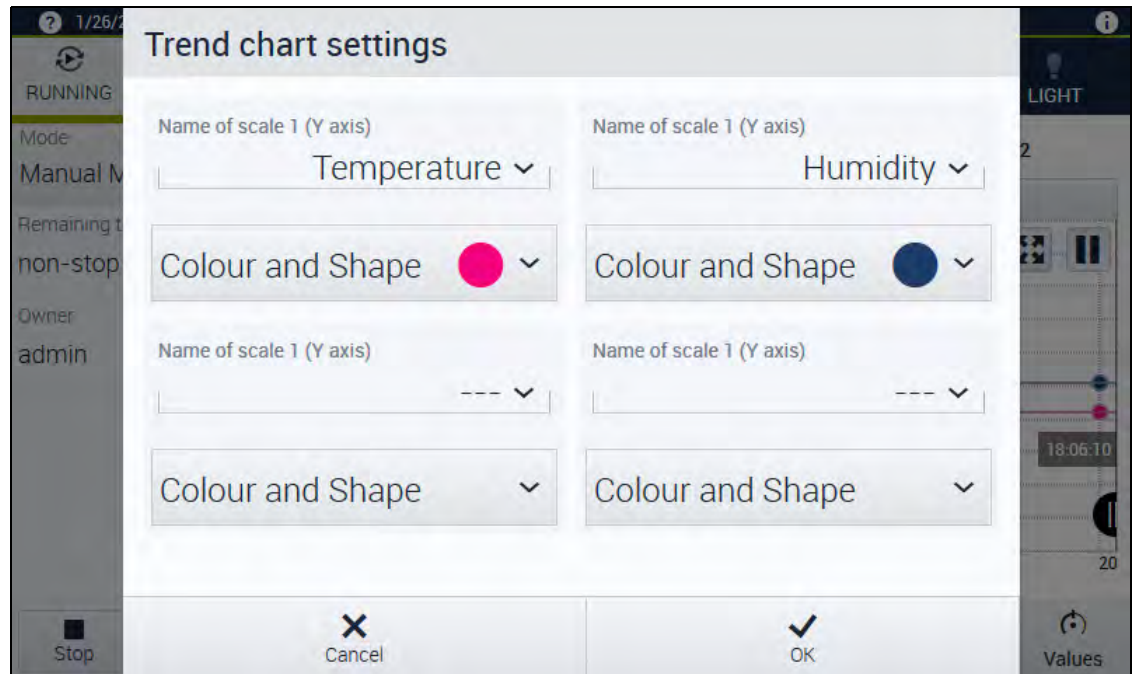 ? 1/26/2
i
Trend chart settings
RUNNING
LIGHT
Name of scale 1 (Y axis)
Name of scale 1 (Y axis)
Mode
2
Temperature
Humidity
Manual M
Remaining t
non-stop
Colour and Shape
Colour and Shape
Owner
admin
Name of scale 1 (Y axis)
Name of scale 1 (Y axis)
---
---
18:06:10
Colour and Shape
Colour and Shape
20
Stop
Cancel
OK
Values